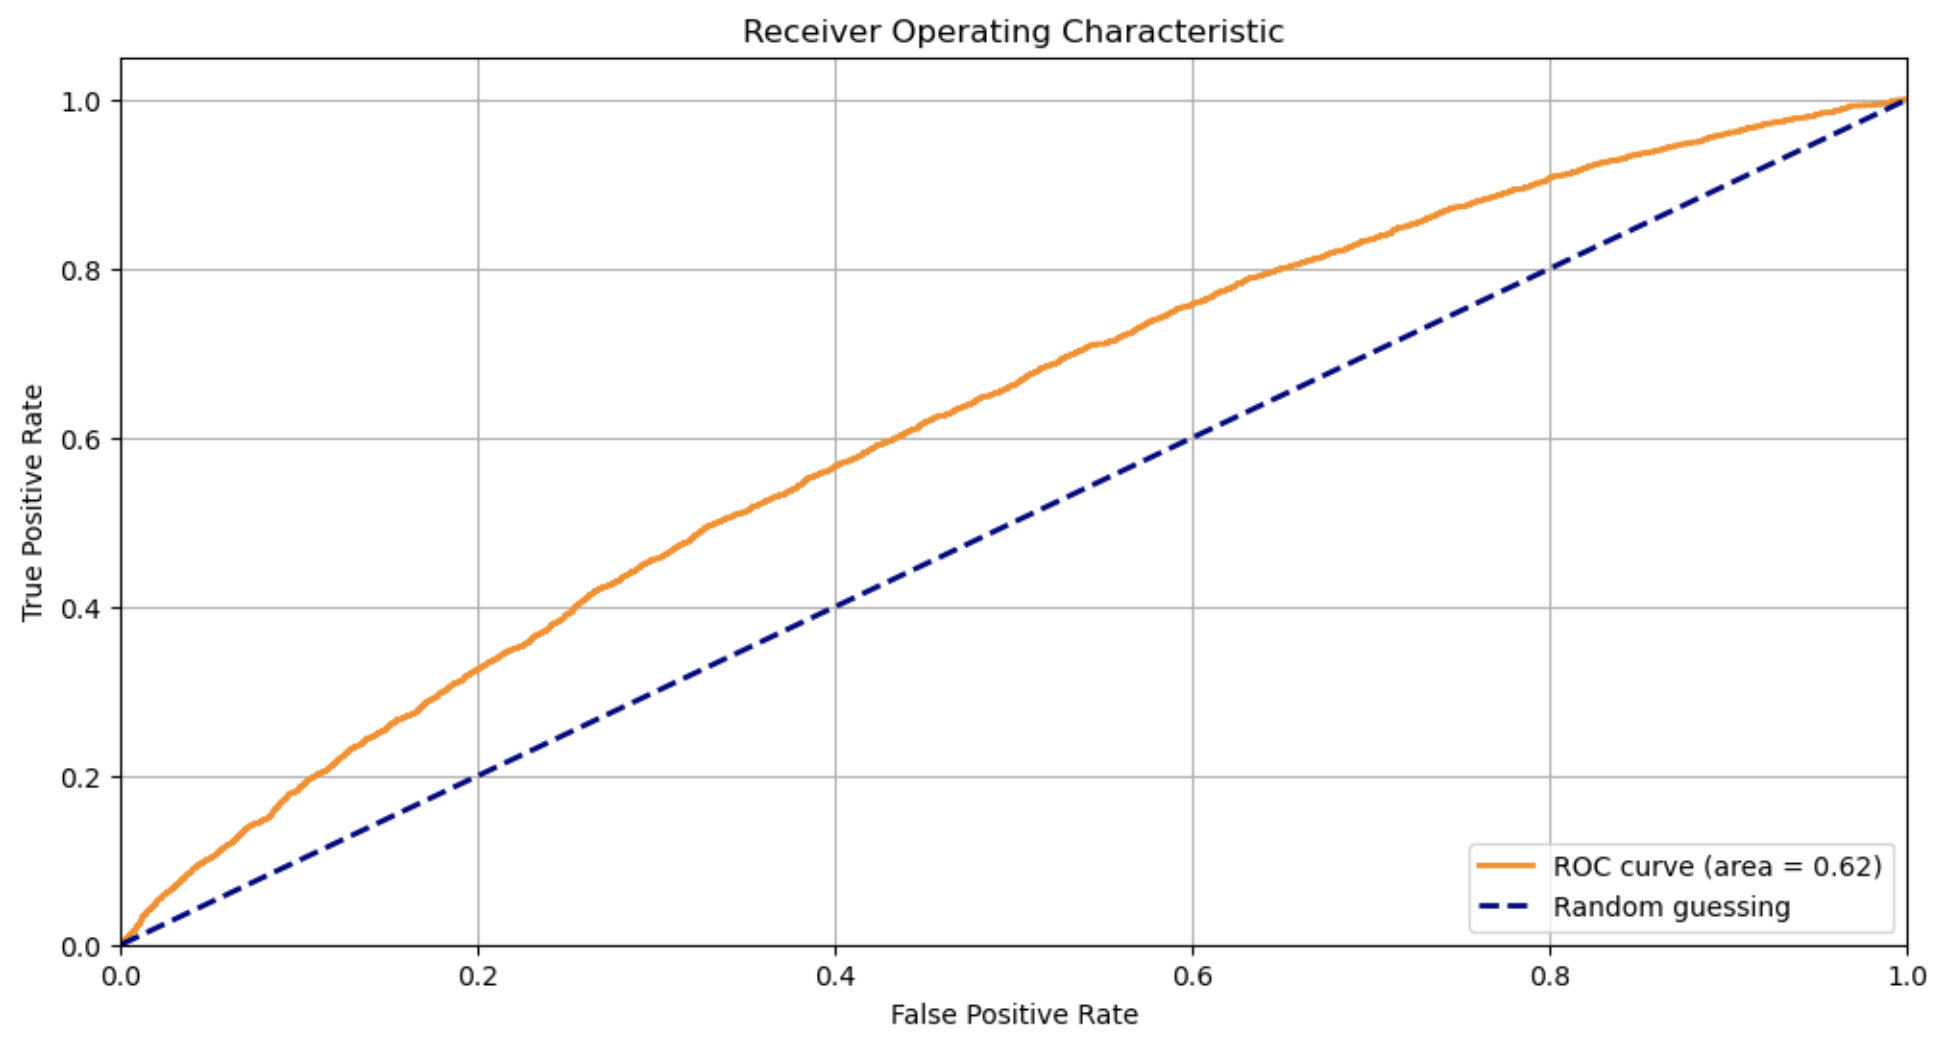 Receiver Operating Characteristic
1.0
0.8
0.6
0.4
0.2
0.0
True Positive Rate
0.0 0.2 0.4 0.6 0.8 1.0
False Positive Rate
ROC curve (area = 0.62)
Random guessing